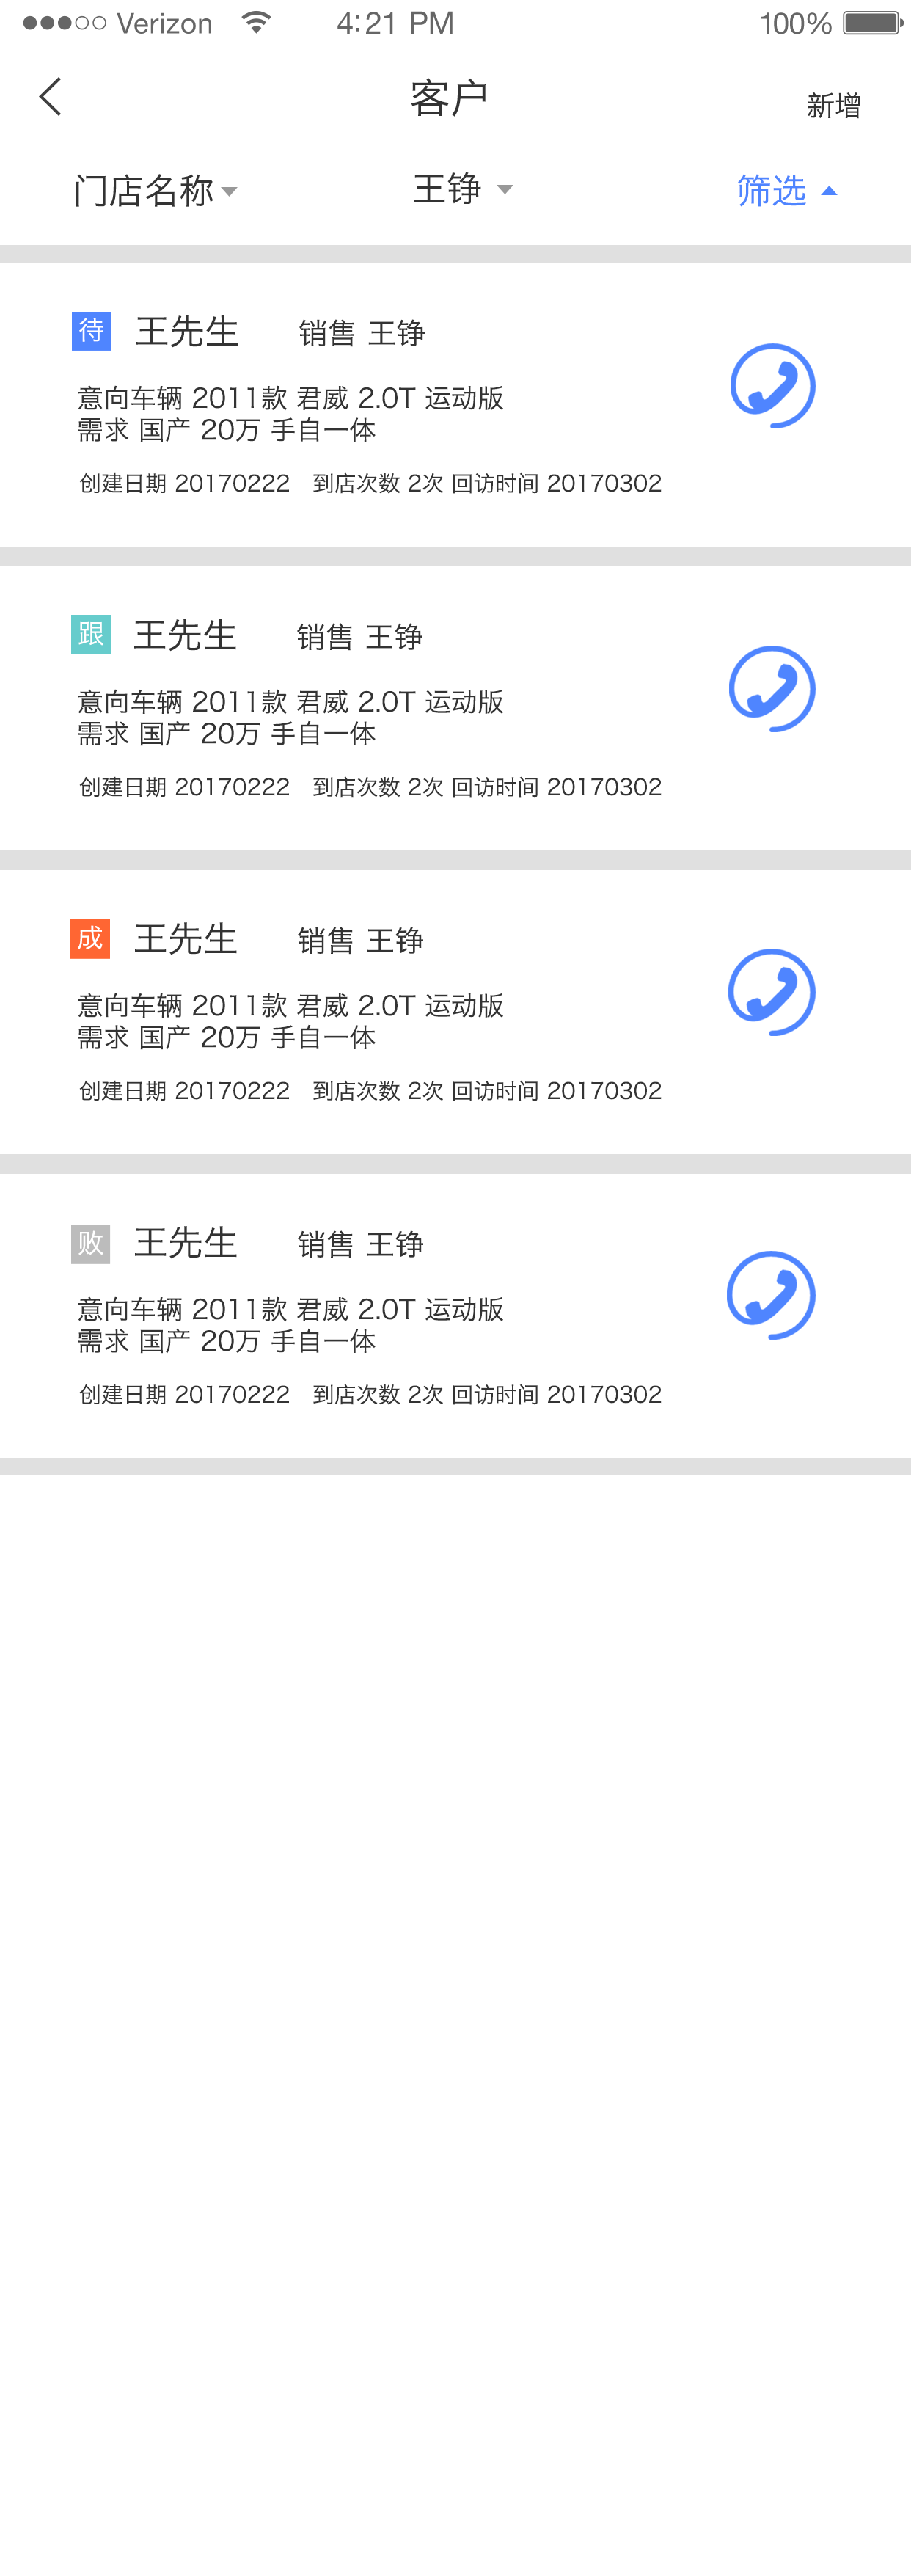 Verizon 4:21 PM 100%
客户 新增
门店名称 王铮 筛选
待 王先生 销售 王铮
意向车辆 2011款 君威 2.0T 运动版
需求 国产 20万 手自一体
创建日期 20170222 到店次数 2次 回访时间 20170302
跟 王先生 销售 王铮
意向车辆 2011款 君威 2.0T 运动版
需求 国产 20万 手自一体
创建日期 20170222 到店次数 2次 回访时间 20170302
成 王先生 销售 王铮
意向车辆 2011款 君威 2.0T 运动版
需求 国产 20万 手自一体
创建日期 20170222 到店次数 2次 回访时间 20170302
败 王先生 销售 王铮
意向车辆 2011款 君威 2.0T 运动版
需求 国产 20万 手自一体
创建日期 20170222 到店次数 2次 回访时间 20170302